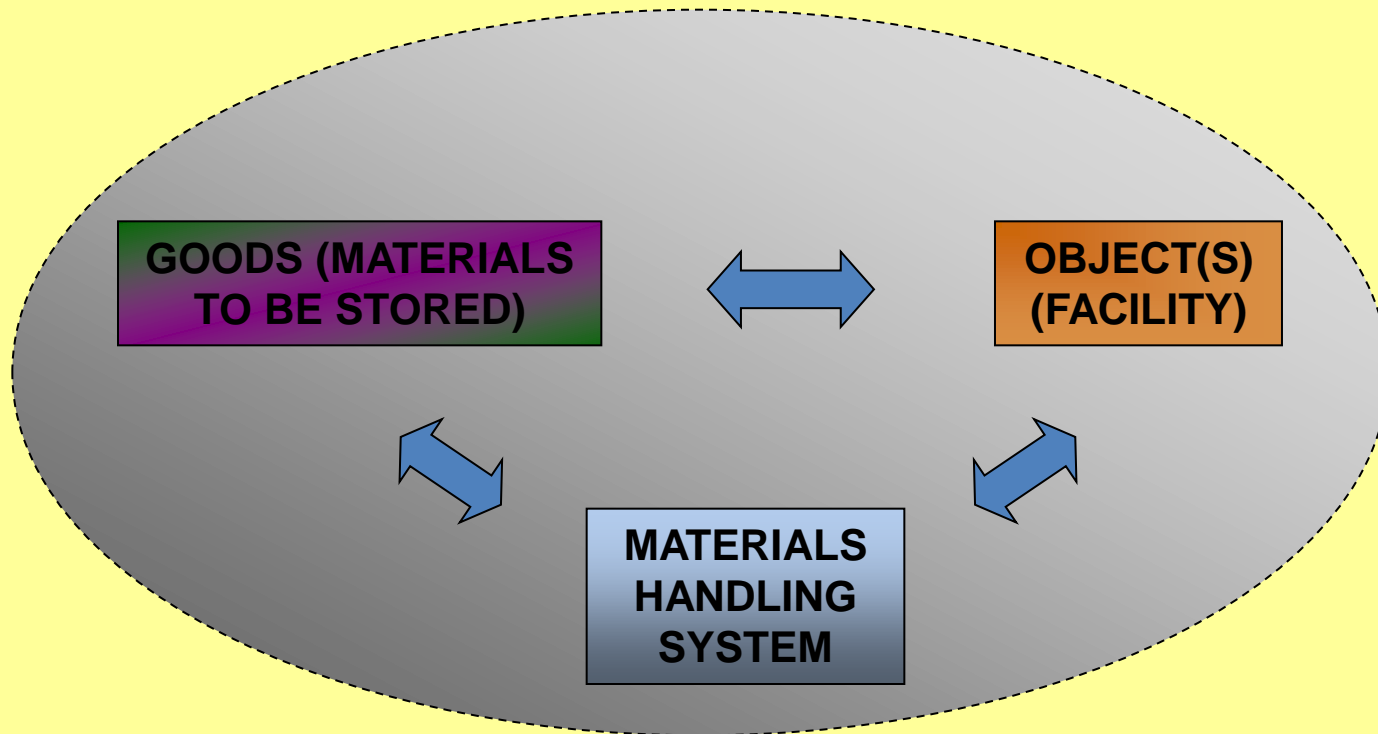 GOODS (MATERIALS
TO BE STORED)
OBJECT(S)
(FACILITY)
MATERIALS
HANDLING
SYSTEM